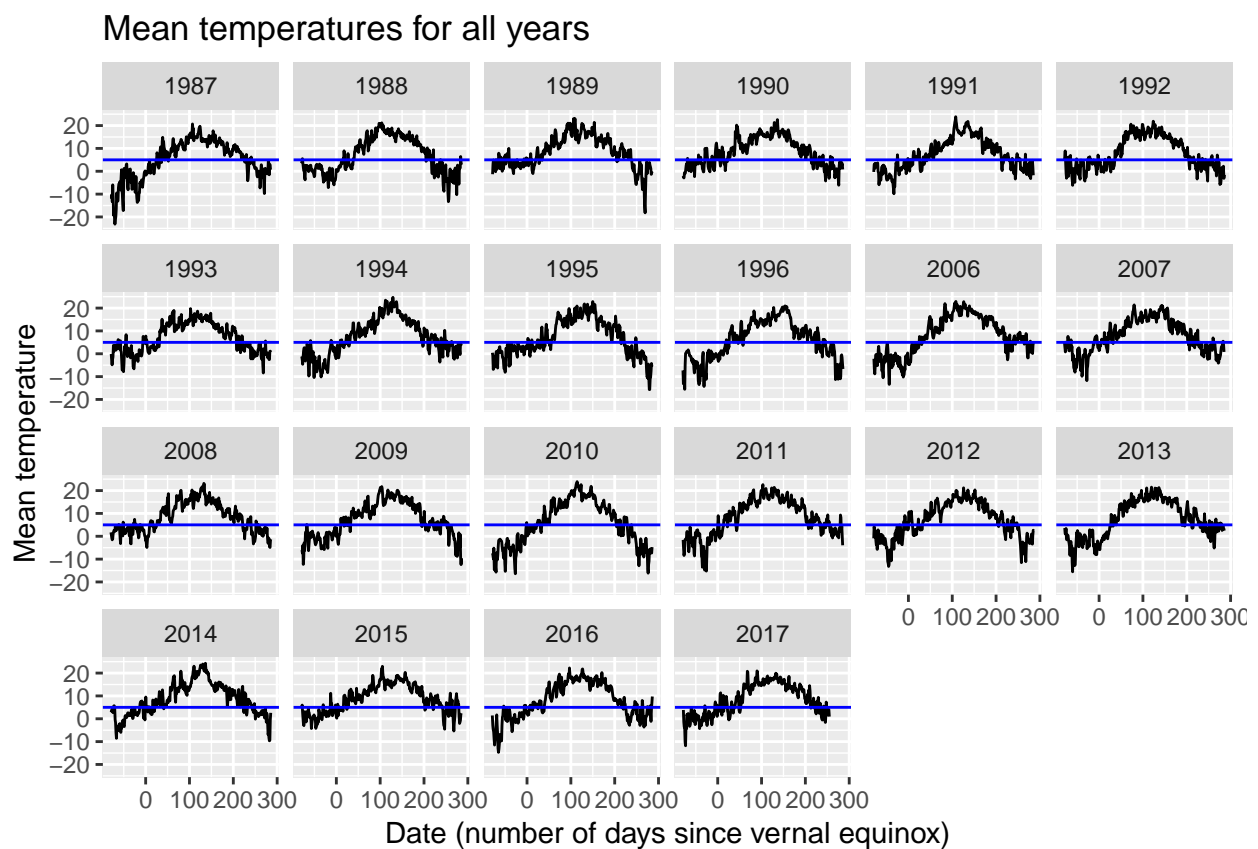 Mean temperatures for all years
1987 1988 1989 1990 1991 1992
20
10
0
−10
−20
1993 1994 1995 1996 2006 2007
20
10
0
−10
−20
Mean temperature
2008 2009 2010 2011 2012 2013
20
10
0
−10
−20
0 100 200 300 0 100 200 300
2014 2015 2016 2017
20
10
0
−10
−20
0 100 200 300 0 100 200 300 0 100 200 300 0 100 200 300
Date (number of days since vernal equinox)